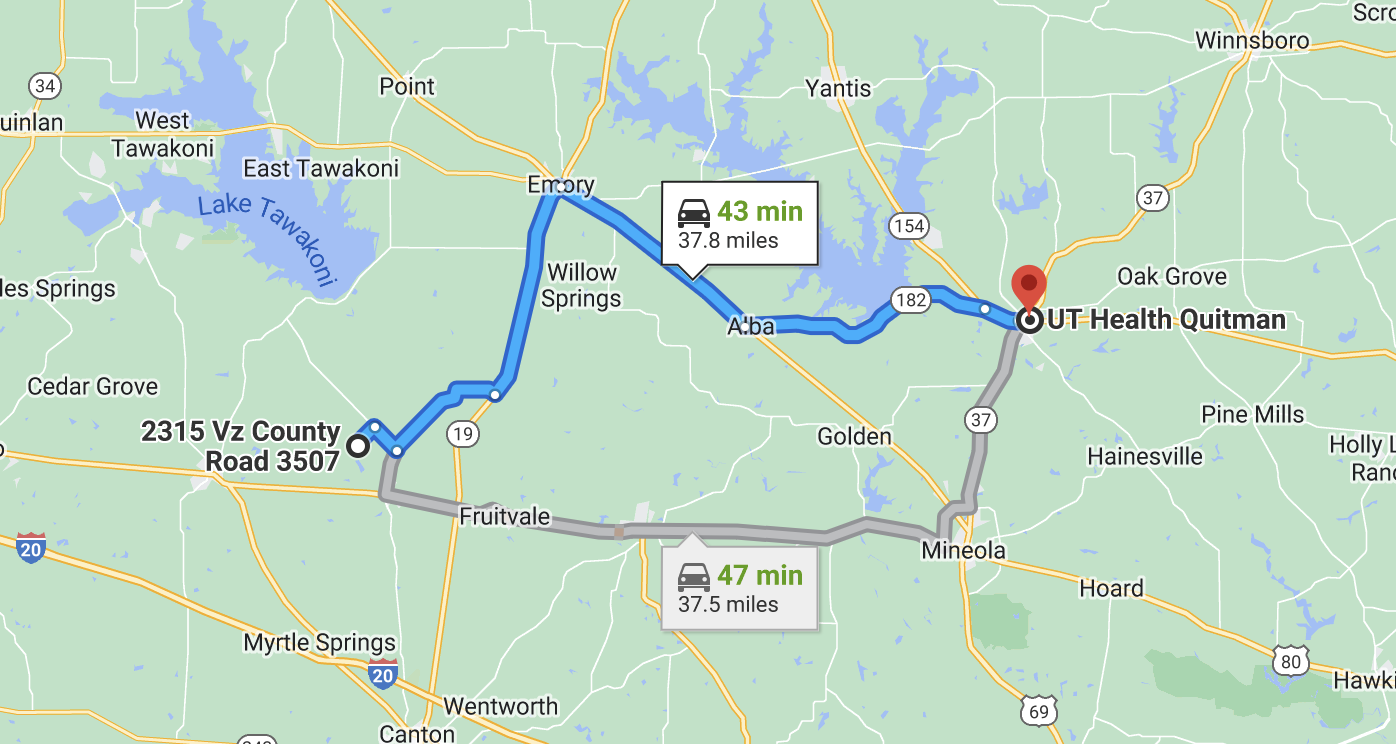 Scro
Winnsboro
34
Point
Yantis
uinlan
West
Tawakoni
East Tawakoni
Emory
37
Lake Tawakoni
43 min
37.8 miles
154
Willow
Springs
Oak Grove
les Springs
182
Alba
UT Health Quitman
Cedar Grove
2315 Vz County
Road 3507
19
Golden
37
Pine Mills
Hainesville
Holly L
Ranc
Fruitvale
20
Mineola
47 min
37.5 miles
Hoard
Myrtle Springs
20
80
Hawki
Wentworth
69
Canton